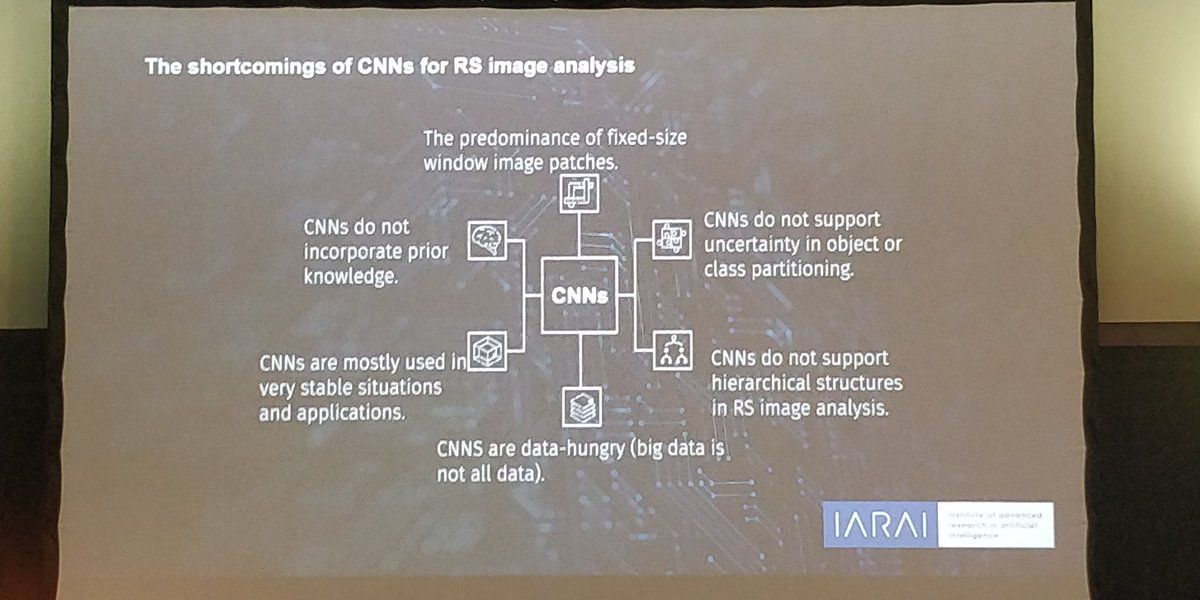 The shortcomings of CNNs for RS image analysis
The predominance of fixed-size
window image patches.
CNNs do not
incorporate prior
knowledge.
CNNs do not support
uncertainty in object or
class partitioning.
CNNs
CNNs are mostly used in
very stable situations
and applications.
CNNs do not support
hierarchical structures
in RS image analysis.
CNNS are data-hungry (big data is
not all data).
IARAI
institute of advanced
research in artificial
intelligence